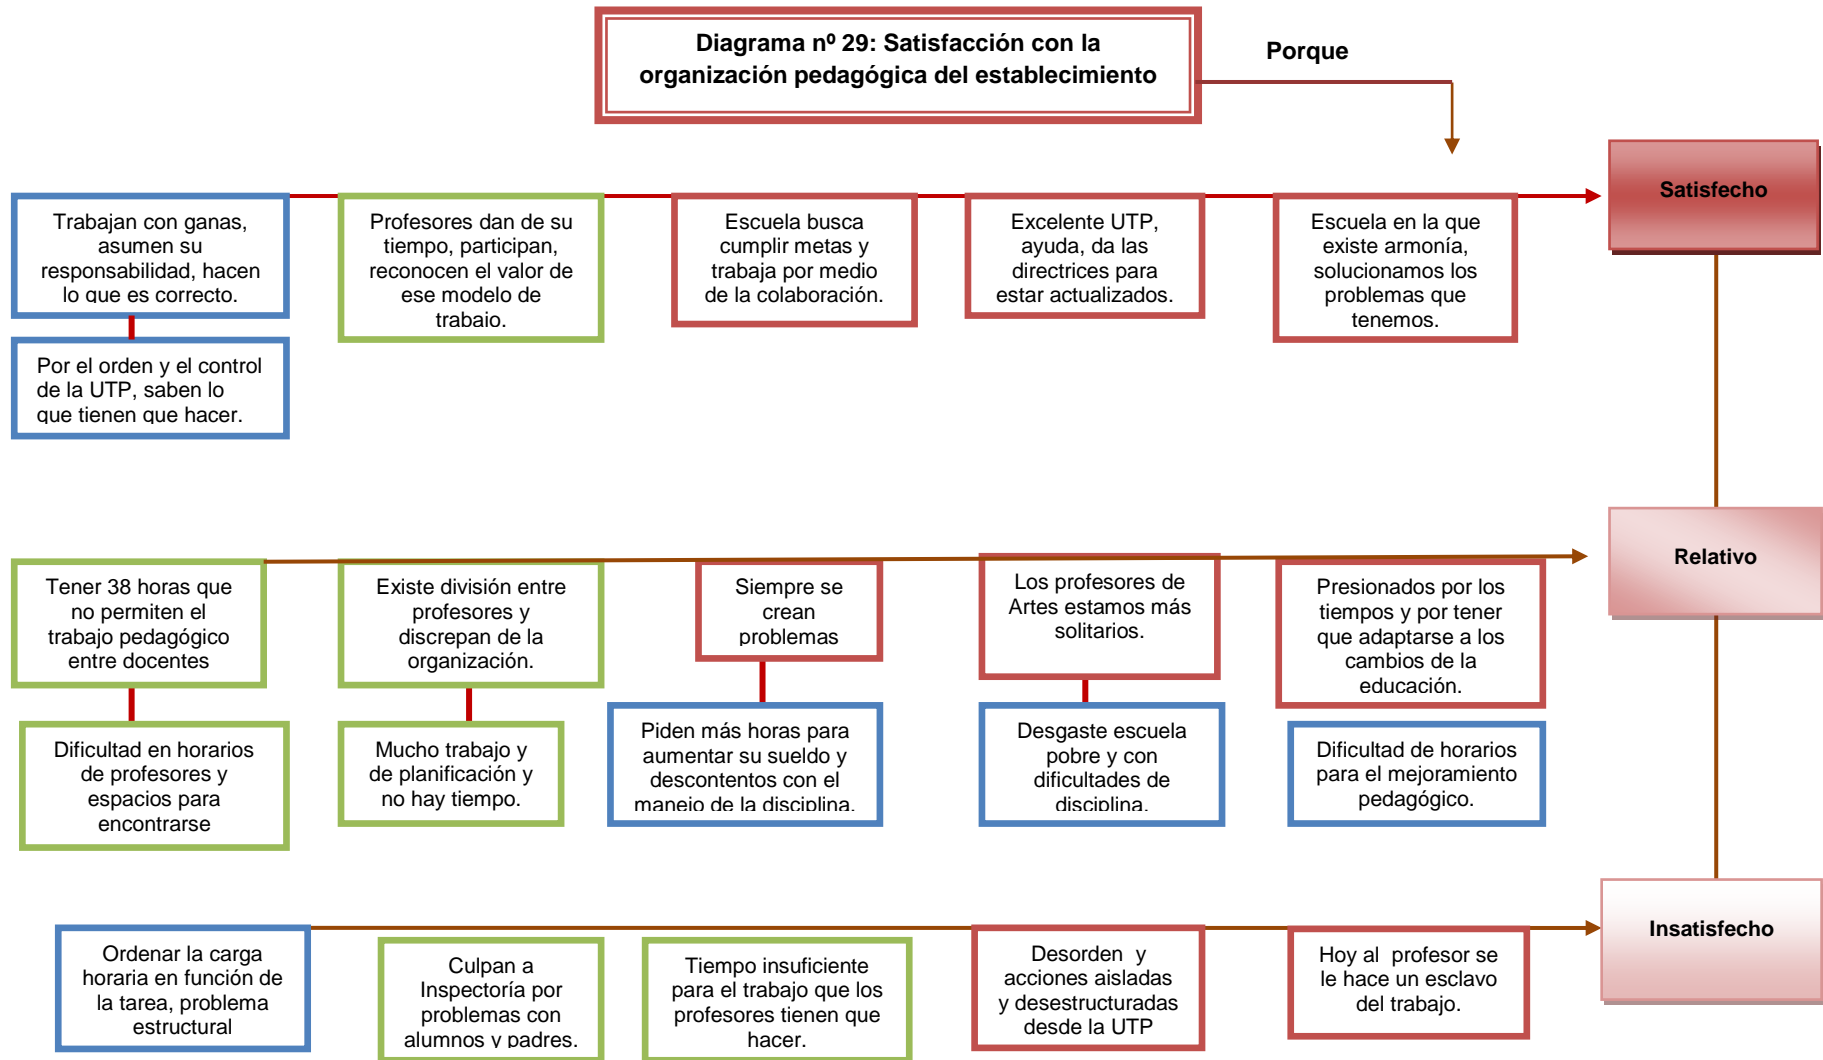 Diagrama nº 29: Satisfacción con la
organización pedagógica del establecimiento
Porque
Satisfecho
Trabajan con ganas,
asumen su
responsabilidad, hacen
lo que es correcto.
Profesores dan de su
tiempo, participan,
reconocen el valor de
ese modelo de
trabajo.
Escuela busca
cumplir metas y
trabaja por medio
de la colaboración.
Excelente UTP,
ayuda, da las
directrices para
estar actualizados.
Escuela en la que
existe armonía,
solucionamos los
problemas que
tenemos.
Por el orden y el control
de la UTP, saben lo
que tienen que hacer.
Relativo
Tener 38 horas que
no permiten el
trabajo pedagógico
entre docentes
Existe división entre
profesores y
discrepan de la
organización.
Siempre se
crean
problemas
Los profesores de
Artes estamos más
solitarios.
Presionados por los
tiempos y por tener
que adaptarse a los
cambios de la
educación.
Dificultad en horarios
de profesores y
espacios para
encontrarse
Mucho trabajo y
de planificación y
no hay tiempo.
Piden más horas para
aumentar su sueldo y
descontentos con el
manejo de la disciplina.
Desgaste escuela
pobre y con
dificultades de
disciplina.
Dificultad de horarios
para el mejoramiento
pedagógico.
Insatisfecho
Ordenar la carga
horaria en función de
la tarea, problema
estructural
Culpan a
Inspectoría por
problemas con
alumnos y padres.
Tiempo insuficiente
para el trabajo que los
profesores tienen que
hacer.
Desorden y
acciones aisladas
y desestructuradas
desde la UTP
Hoy al profesor se
le hace un esclavo
del trabajo.